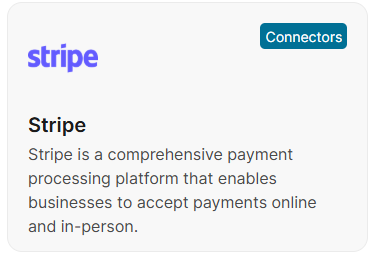 Connectors
stripe
Stripe
Stripe is a comprehensive payment
processing platform that enables
businesses to accept payments online
and in-person.